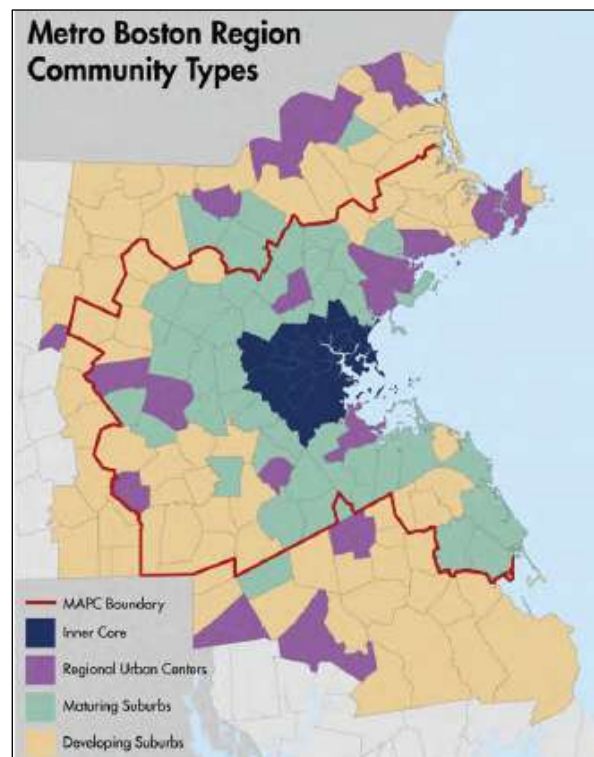 Metro Boston Region
Community Types
MAPC Boundary
Inner Core
Regional Urban Centers
Maturing Suburbs
Developing Suburbs